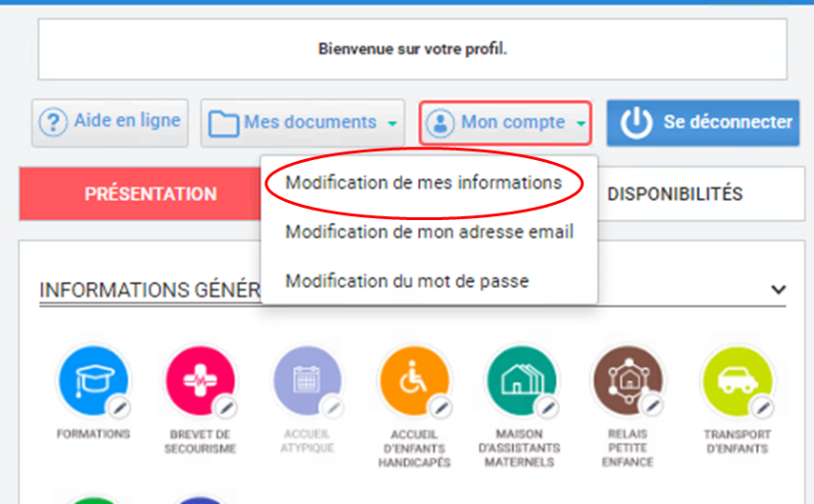 Bienvenue sur votre profil.
Aide en ligne
Mes documents
Mon compte
Se déconnecter
PRÉSENTATION
Modification de mes informations
DISPONIBILITÉS
Modification de mon adresse email
Modification du mot de passe
INFORMATIONS GÉNÉR
FORMATIONS
BREVET DE
SECOURISME
ACCUEIL
ATYPIQUE
ACCUEIL
D'ENFANTS
HANDICAPÉS
MAISON
D'ASSISTANTS
MATERNELS
RELAIS
PETITE
ENFANCE
TRANSPORT
D'ENFANTS